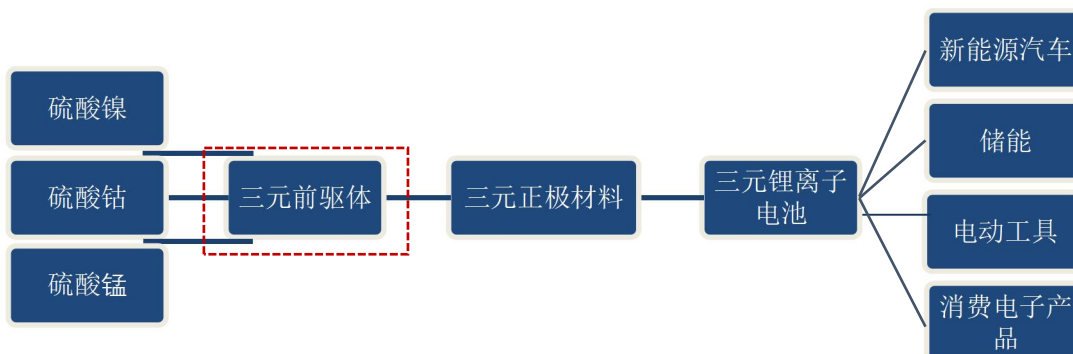 硫酸镍
硫酸钴
硫酸锰
三元前驱体
三元正极材料
三元锂离子
电池
新能源汽车
储能
电动工具
消费电子产
品